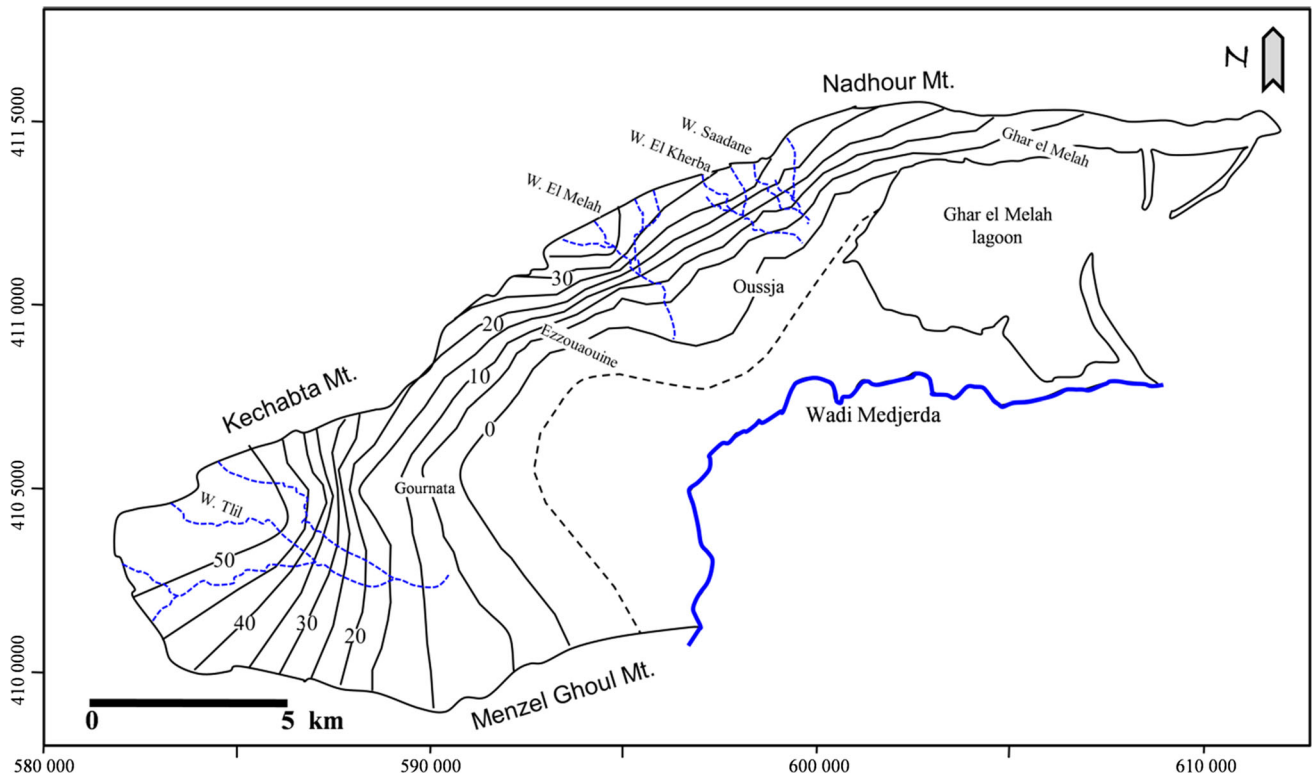 Nadhour Mt.
N
411 5000
W. Saadane
W. El Kherba
Ghar el Melah
W. El Melah
Ghar el Melah
lagoon
30
Oussja
411 0000
20
Ezzouaouine
10
Kechabta Mt.
Wadi Medjerda
0
410 5000
Gournata
W. Tlil
50
40
30
20
410 0000
Menzel Ghoul Mt.
0 5 km
580 000
590 000
600 000
610 000